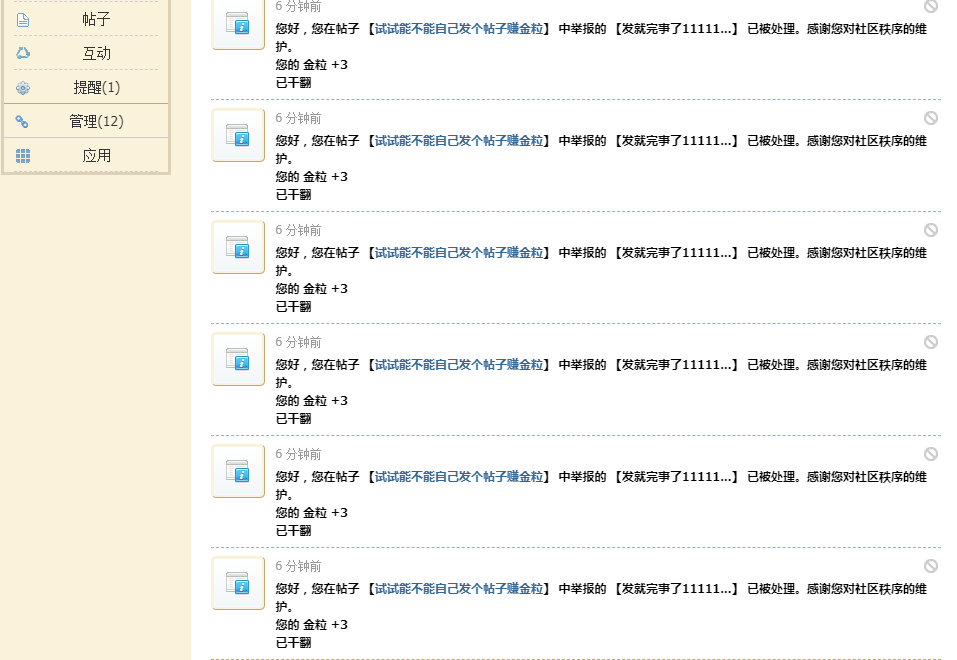 帖子
互动
提醒(1)
管理(12)
应用
6 分钟前
您好，您在帖子 【试试能不能自己发个帖子赚金粒】 中举报的 【发就完事了11111...】 已被处理。感谢您对社区秩序的维
护。
您的 金粒 +3
已干翻
6 分钟前
您好，您在帖子 【试试能不能自己发个帖子赚金粒】 中举报的 【发就完事了11111...】 已被处理。感谢您对社区秩序的维
护。
您的 金粒 +3
已干翻
6 分钟前
您好，您在帖子 【试试能不能自己发个帖子赚金粒】 中举报的 【发就完事了11111...】 已被处理。感谢您对社区秩序的维
护。
您的 金粒 +3
已干翻
6 分钟前
您好，您在帖子 【试试能不能自己发个帖子赚金粒】 中举报的 【发就完事了11111...】 已被处理。感谢您对社区秩序的维
护。
您的 金粒 +3
已干翻
6 分钟前
您好，您在帖子 【试试能不能自己发个帖子赚金粒】 中举报的 【发就完事了11111...】 已被处理。感谢您对社区秩序的维
护。
您的 金粒 +3
已干翻
6 分钟前
您好，您在帖子 【试试能不能自己发个帖子赚金粒】 中举报的 【发就完事了11111...】 已被处理。感谢您对社区秩序的维
护。
您的 金粒 +3
已干翻